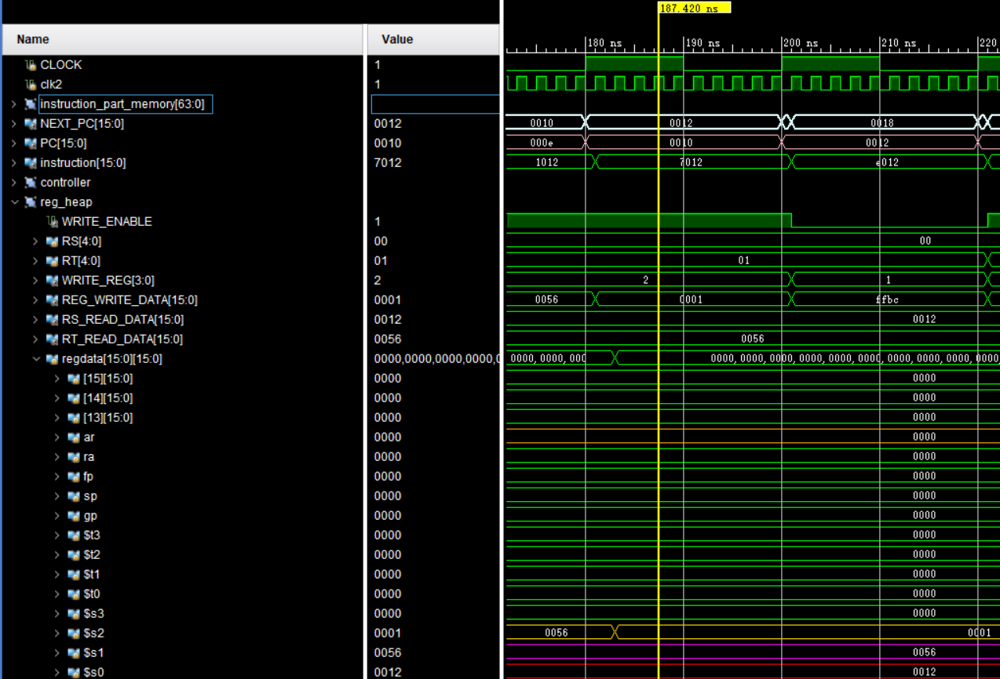 187.420 ns
Name Value 180 ns 190 ns 200 ns 210 ns 220
CLOCK 1
clk2 1
instruction_part_memory[63:0]
NEXT_PC[15:0] 0012 0010 0012 0018
PC[15:0] 0010 000e 0010 0012
instruction[15:0] 7012 1012 7012 e012
controller
reg_heap
WRITE_ENABLE 1
RS[4:0] 00 00
RT[4:0] 01 01
WRITE_REG[3:0] 2 2 1
REG_WRITE_DATA[15:0] 0001 0056 0001 ffbc
RS_READ_DATA[15:0] 0012 0012
RT_READ_DATA[15:0] 0056 0056
regdata[15:0][15:0] 0000,0000,0000,0000,0 0000,0000,000 0000,0000,0000,0000,0000,0000,0000,0000,0000,0000
[15][15:0] 0000 0000
[14][15:0] 0000 0000
[13][15:0] 0000 0000
ar 0000 0000
ra 0000 0000
fp 0000 0000
sp 0000 0000
gp 0000 0000
$t3 0000 0000
$t2 0000 0000
$t1 0000 0000
$t0 0000 0000
$s3 0000 0000
$s2 0001 0056 0001
$s1 0056 0056
$s0 0012 0012